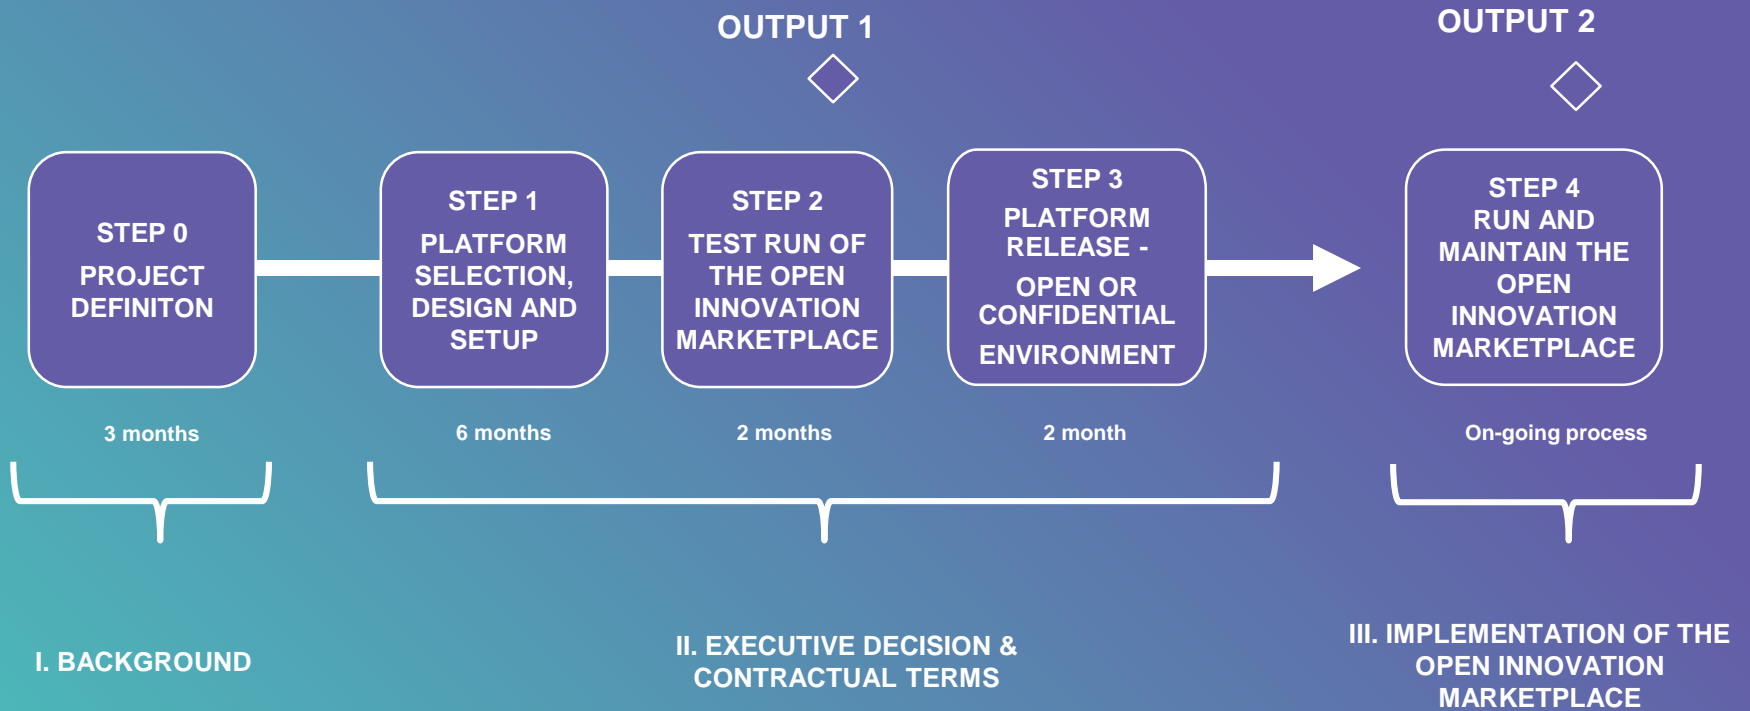 OUTPUT 1
OUTPUT 2
STEP 0
PROJECT
DEFINITON
STEP 1
PLATFORM
SELECTION,
DESIGN AND
SETUP
STEP 2
TEST RUN OF
THE OPEN
INNOVATION
MARKETPLACE
STEP 3
PLATFORM
RELEASE -
OPEN OR
CONFIDENTIAL
ENVIRONMENT
STEP 4
RUN AND
MAINTAIN THE
OPEN
INNOVATION
MARKETPLACE
3 months
6 months
2 months
2 month
On-going process
I. BACKGROUND
II. EXECUTIVE DECISION &
CONTRACTUAL TERMS
III. IMPLEMENTATION OF THE
OPEN INNOVATION
MARKETPLACE